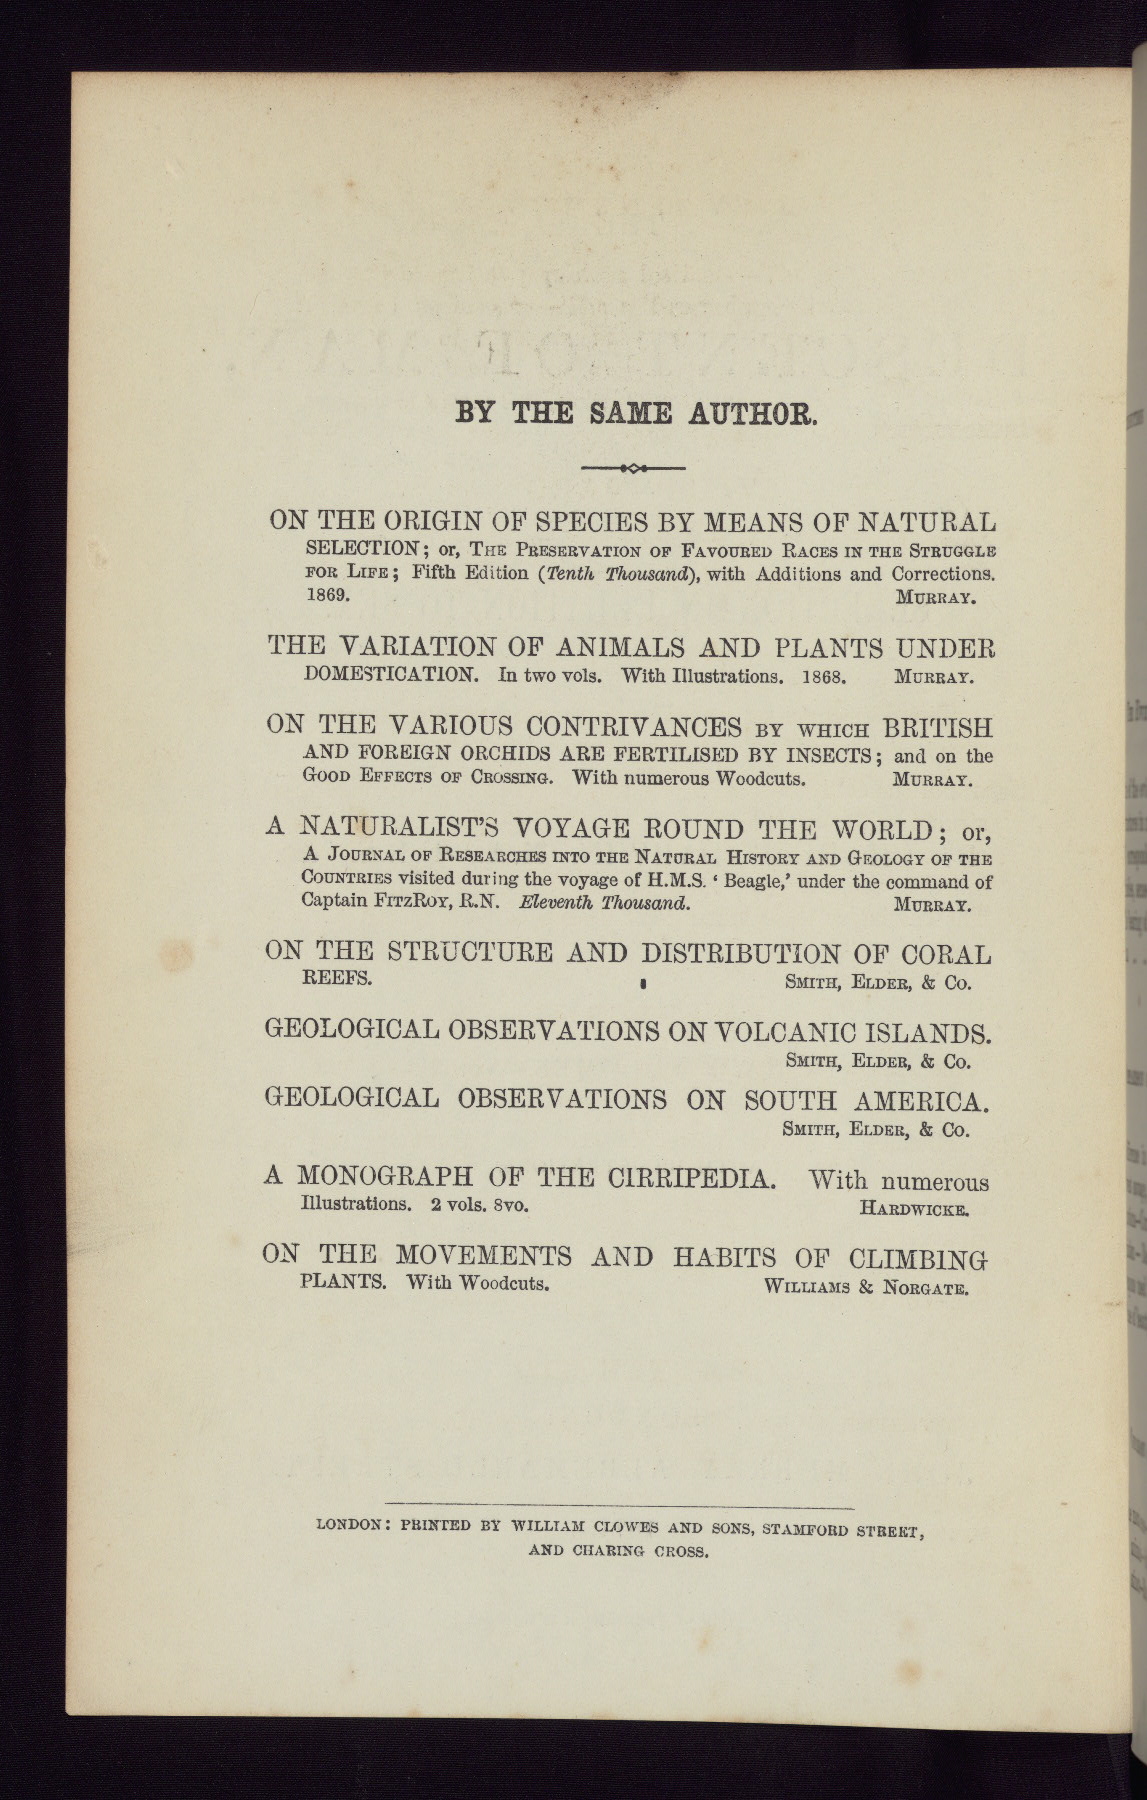 BY THE SAME AUTHOR.
ON THE ORIGIN OF SPECIES BY MEANS OF NATURAL
SELECTION; or, THE PRESERVATION OF FAVOURED RACES IN THE STRUGGLE
FOR LIFE; Fifth Edition (Tenth Thousand), with Additions and Corrections.
1869. MURRAY.
THE VARIATION OF ANIMALS AND PLANTS UNDER
DOMESTICATION. In two vols. With Illustrations. 1868. MURRAY.
ON THE VARIOUS CONTRIVANCES BY WHICH BRITISH
AND FOREIGN ORCHIDS ARE FERTILISED BY INSECTS; and on the
GOOD EFFECTS OF CROSSING. With numerous Woodcuts. MURRAY.
A NATURALIST'S VOYAGE ROUND THE WORLD; or,
A JOURNAL OF RESEARCHES INTO THE NATURAL HISTORY AND GEOLOGY OF THE
COUNTRIES visited during the voyage of H.M.S. ‘Beagle,’ under the command of
Captain FITZROY, R.N. Eleventh Thousand. MURRAY.
ON THE STRUCTURE AND DISTRIBUTION OF CORAL
REEFS. SMITH, ELDER, & CO.
GEOLOGICAL OBSERVATIONS ON VOLCANIC ISLANDS.
SMITH, ELDER, & CO.
GEOLOGICAL OBSERVATIONS ON SOUTH AMERICA.
SMITH, ELDER, & CO.
A MONOGRAPH OF THE CIRRIPEDIA. With numerous
Illustrations. 2 vols. 8vo. HARDWICKE.
ON THE MOVEMENTS AND HABITS OF CLIMBING
PLANTS. With Woodcuts. WILLIAMS & NORGATE.
LONDON: PRINTED BY WILLIAM CLOWES AND SONS, STAMFORD STREET,
AND CHARING CROSS.